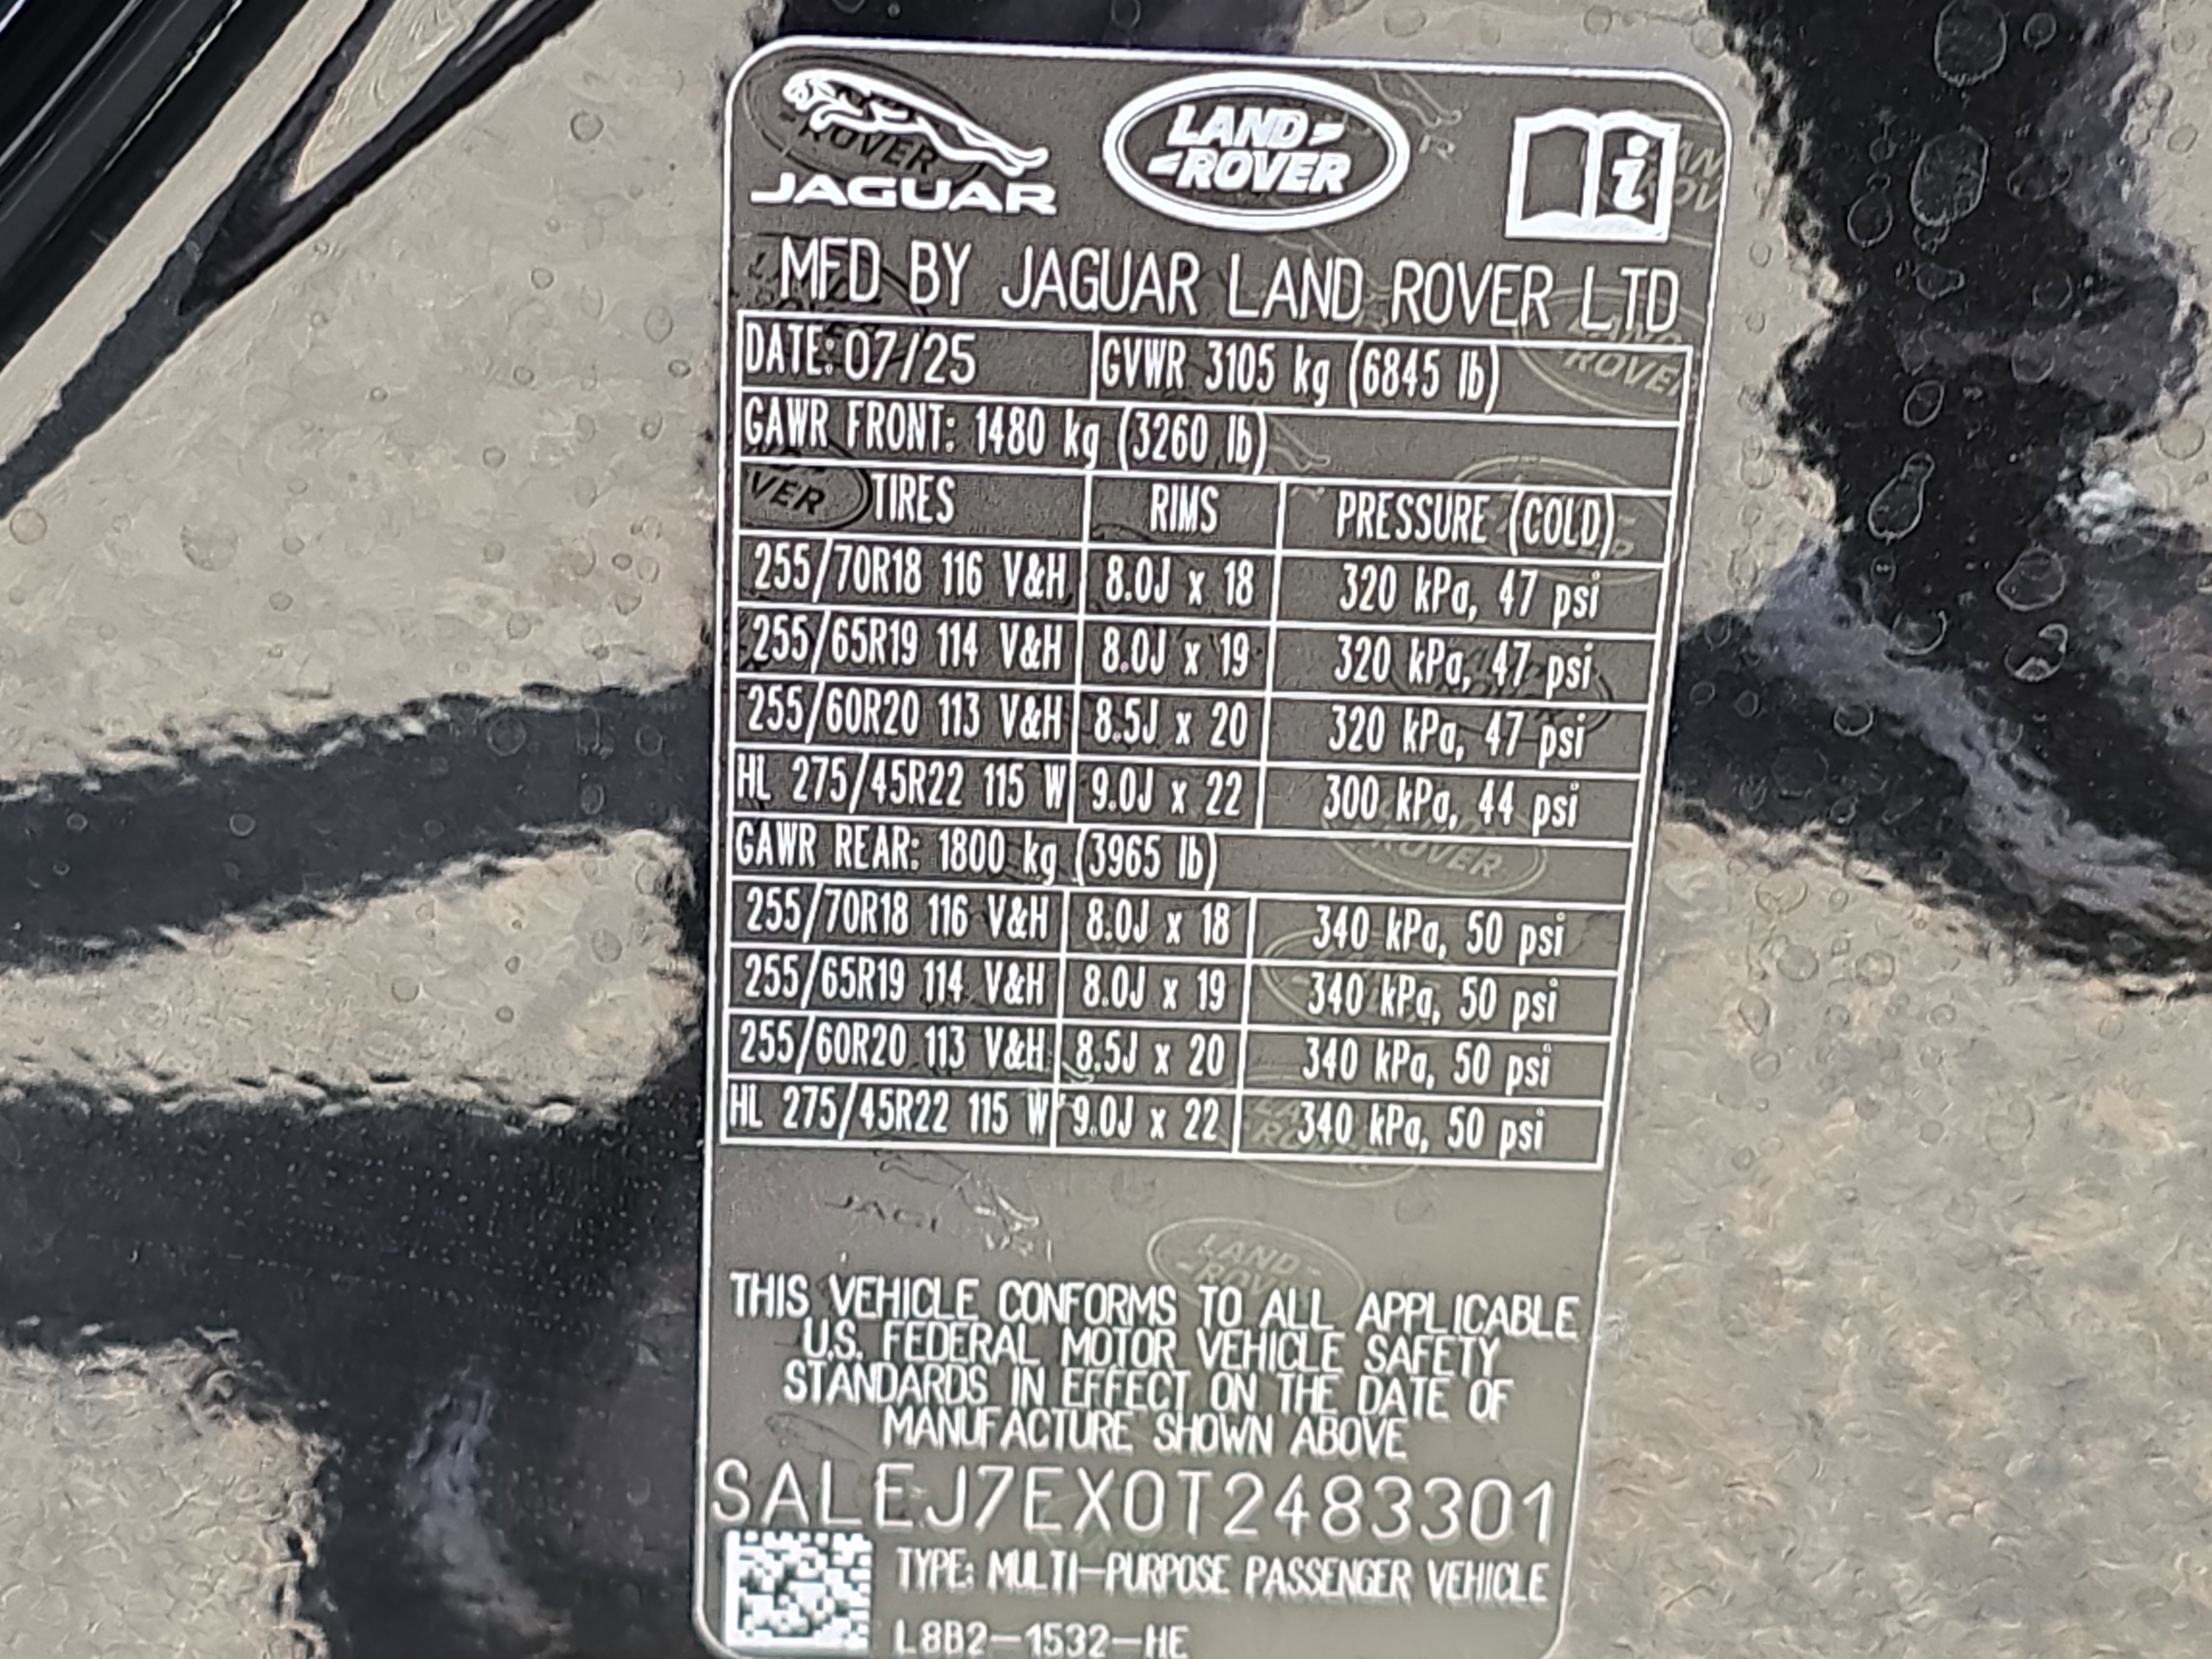 JAGUAR
LAND
ROVER
MFD BY JAGUAR LAND ROVER LTD
DATE: 07/25 GVWR 3105 kg (6845 lb)
GAWR FRONT: 1480 kg (3260 lb)
TIRES RIMS PRESSURE (COLD)
255/70R18 116 V&H 8.0J x 18 320 kPa, 47 psi
255/65R19 114 V&H 8.0J x 19 320 kPa, 47 psi
255/60R20 113 V&H 8.5J x 20 320 kPa, 47 psi
HL 275/45R22 115 W 9.0J x 22 300 kPa, 44 psi
GAWR REAR: 1800 kg (3965 lb)
255/70R18 116 V&H 8.0J x 18 340 kPa, 50 psi
255/65R19 114 V&H 8.0J x 19 340 kPa, 50 psi
255/60R20 113 V&H 8.5J x 20 340 kPa, 50 psi
HL 275/45R22 115 W 9.0J x 22 340 kPa, 50 psi
LAND
ROVER
THIS VEHICLE CONFORMS TO ALL APPLICABLE
U.S. FEDERAL MOTOR VEHICLE SAFETY
STANDARDS IN EFFECT ON THE DATE OF
MANUFACTURE SHOWN ABOVE
SALEJ7EX0T2483301
TYPE: MULTI-PURPOSE PASSENGER VEHICLE
L8B2-1532-HE